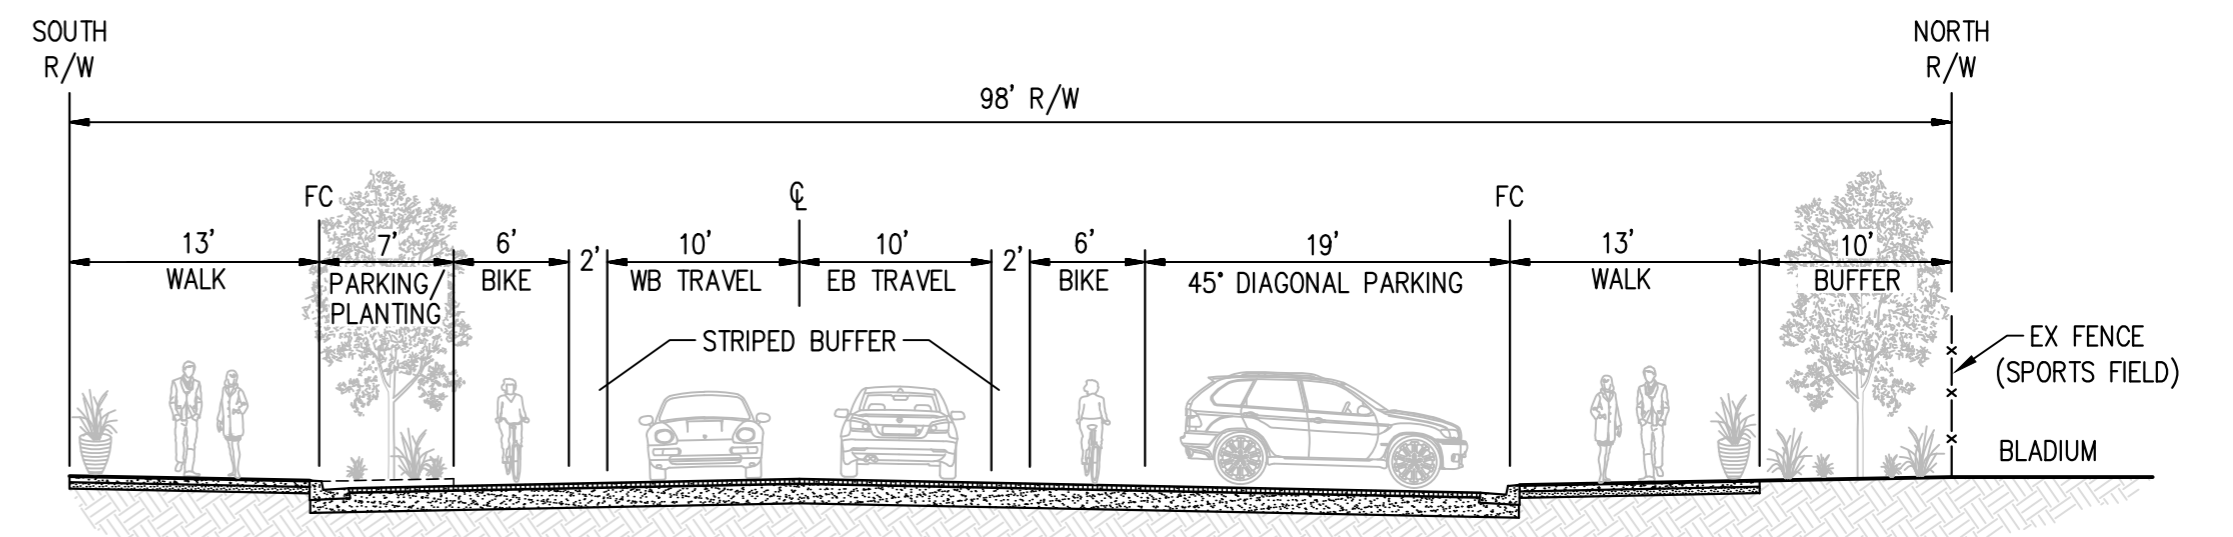 SOUTH
R/W
NORTH
R/W
98' R/W
FC
℄
FC
13'
WALK
7'
PARKING/
PLANTING
6'
BIKE
2'
10'
WB TRAVEL
10'
EB TRAVEL
2'
6'
BIKE
19'
45° DIAGONAL PARKING
13'
WALK
10'
BUFFER
STRIPED BUFFER
EX FENCE
(SPORTS FIELD)
BLADIUM